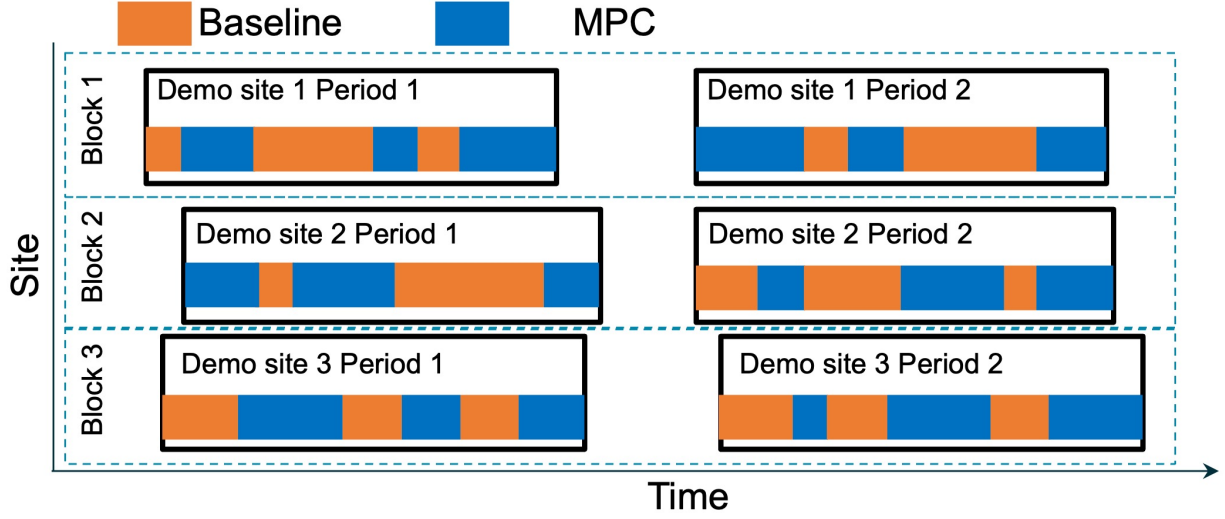 Baseline MPC
Block 1
Demo site 1 Period 1
Demo site 1 Period 2
Block 2
Demo site 2 Period 1
Demo site 2 Period 2
Block 3
Demo site 3 Period 1
Demo site 3 Period 2
Site
Time